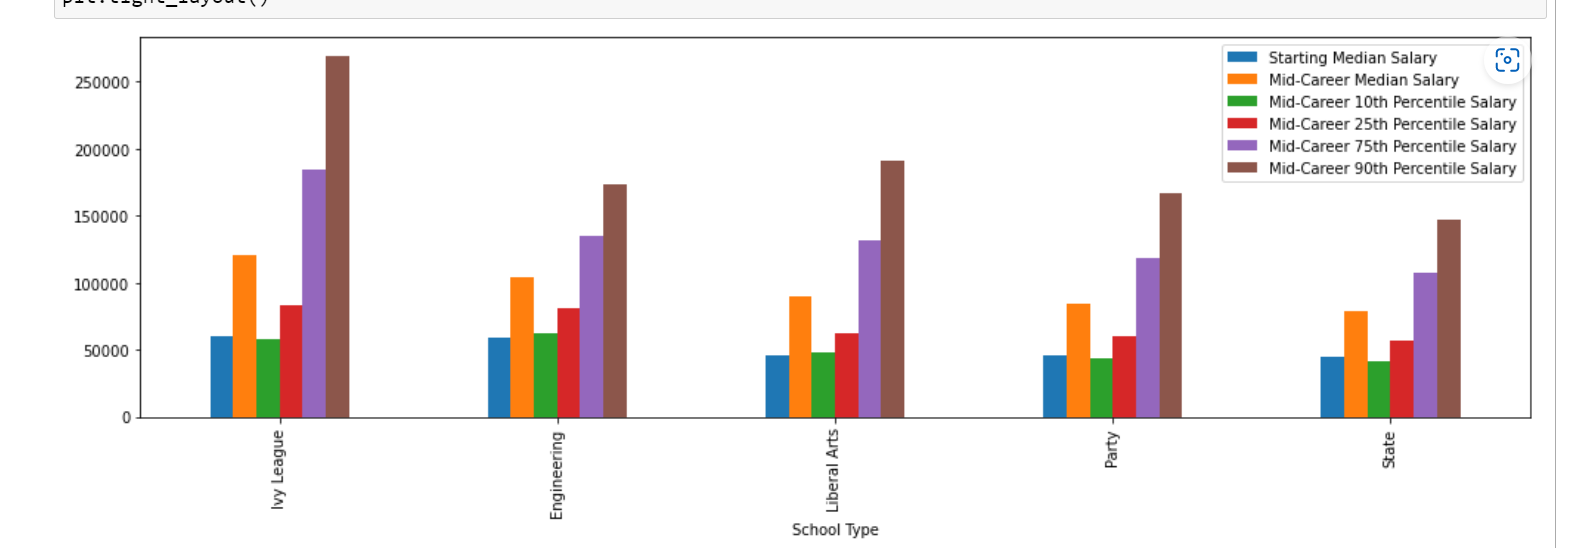 plt.tight_layout()
250000
200000
150000
100000
50000
0
Starting Median Salary
Mid-Career Median Salary
Mid-Career 10th Percentile Salary
Mid-Career 25th Percentile Salary
Mid-Career 75th Percentile Salary
Mid-Career 90th Percentile Salary
Ivy League
Engineering
Liberal Arts
Party
State
School Type